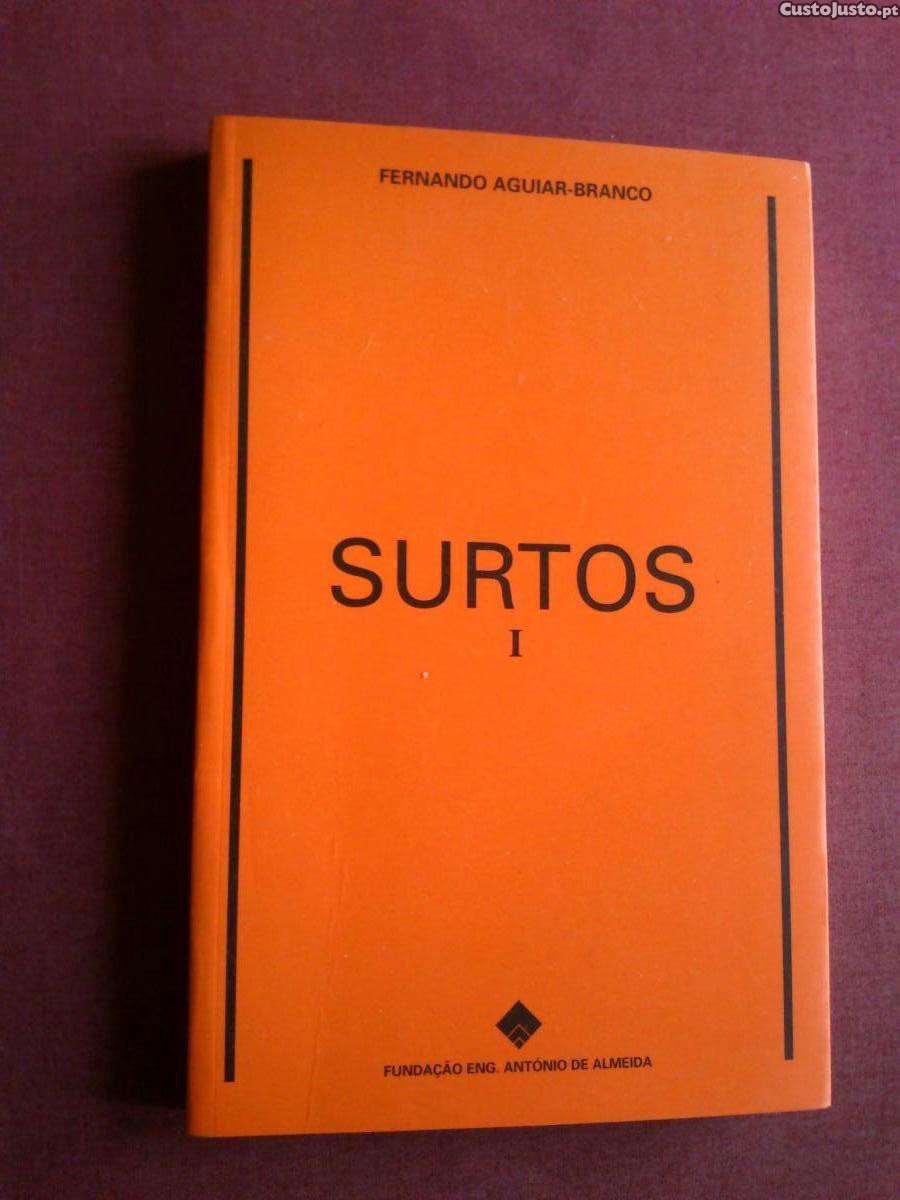 CustoJusto.pt
FERNANDO AGUIAR-BRANCO
SURTOS
I
FUNDAÇÃO ENG. ANTÓNIO DE ALMEIDA